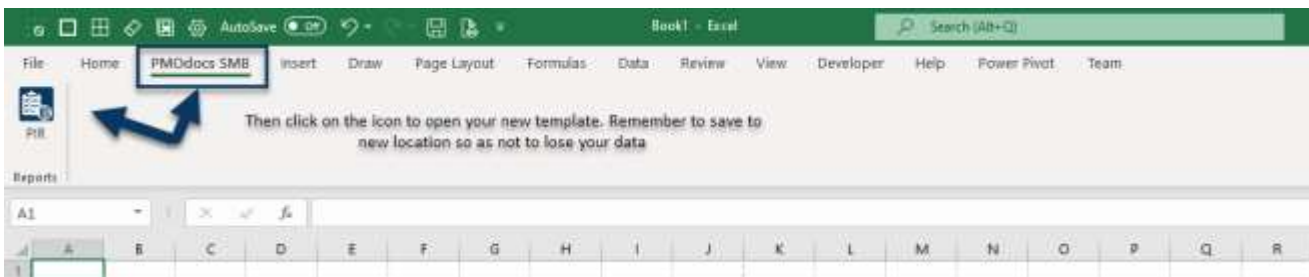 AutoSave Off Book1 - Excel Search (Alt+Q)
File Home PMOdocs SMB Insert Draw Page Layout Formulas Data Review View Developer Help Power Pivot Team
Then click on the icon to open your new template. Remember to save to
PIR
new location so as not to lose your data
Reports
A1 fx
A B C D E F G H I J K L M N O P Q R
1